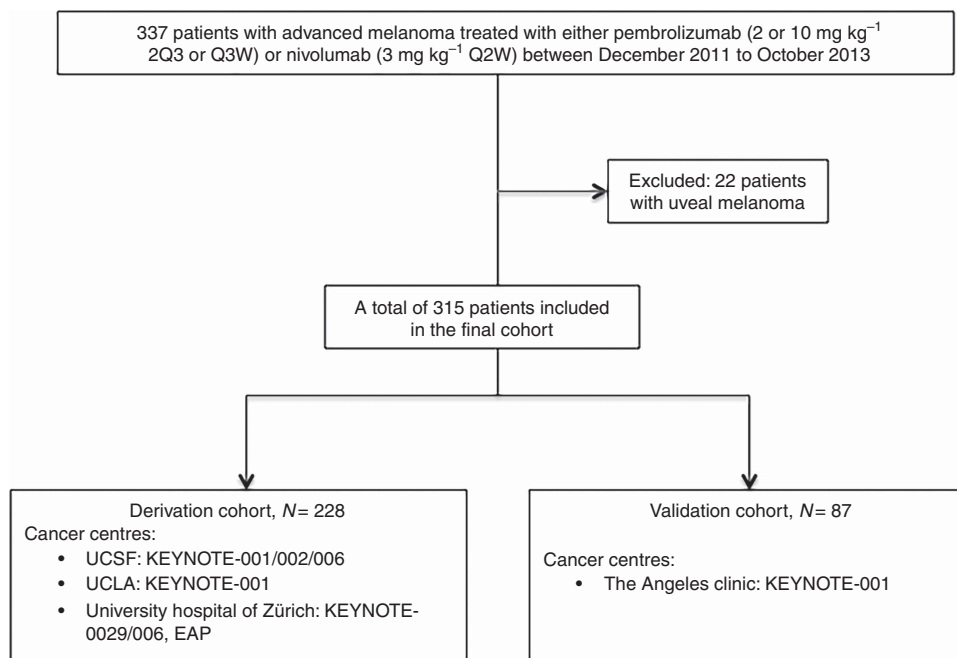 337 patients with advanced melanoma treated with either pembrolizumab (2 or 10 mg kg⁻¹
2Q3 or Q3W) or nivolumab (3 mg kg⁻¹ Q2W) between December 2011 to October 2013
Excluded: 22 patients
with uveal melanoma
A total of 315 patients included
in the final cohort
Derivation cohort, N= 228
Cancer centres:
• UCSF: KEYNOTE-001/002/006
• UCLA: KEYNOTE-001
• University hospital of Zürich: KEYNOTE-
0029/006, EAP
Validation cohort, N= 87
Cancer centres:
• The Angeles clinic: KEYNOTE-001